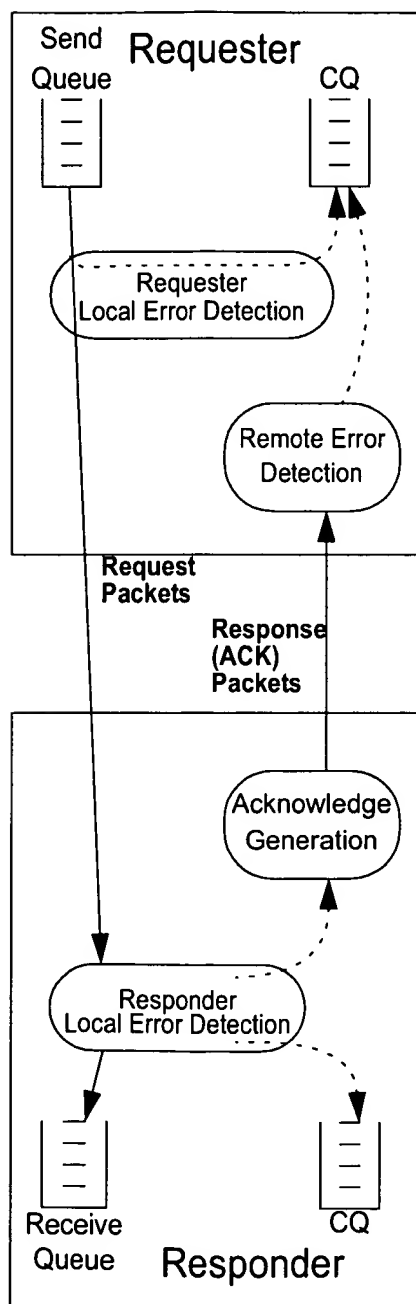 Send
Queue
Requester
CQ
Requester
Local Error Detection
Remote Error
Detection
Request
Packets
Response
(ACK)
Packets
Acknowledge
Generation
Responder
Local Error Detection
Receive
Queue
CQ
Responder